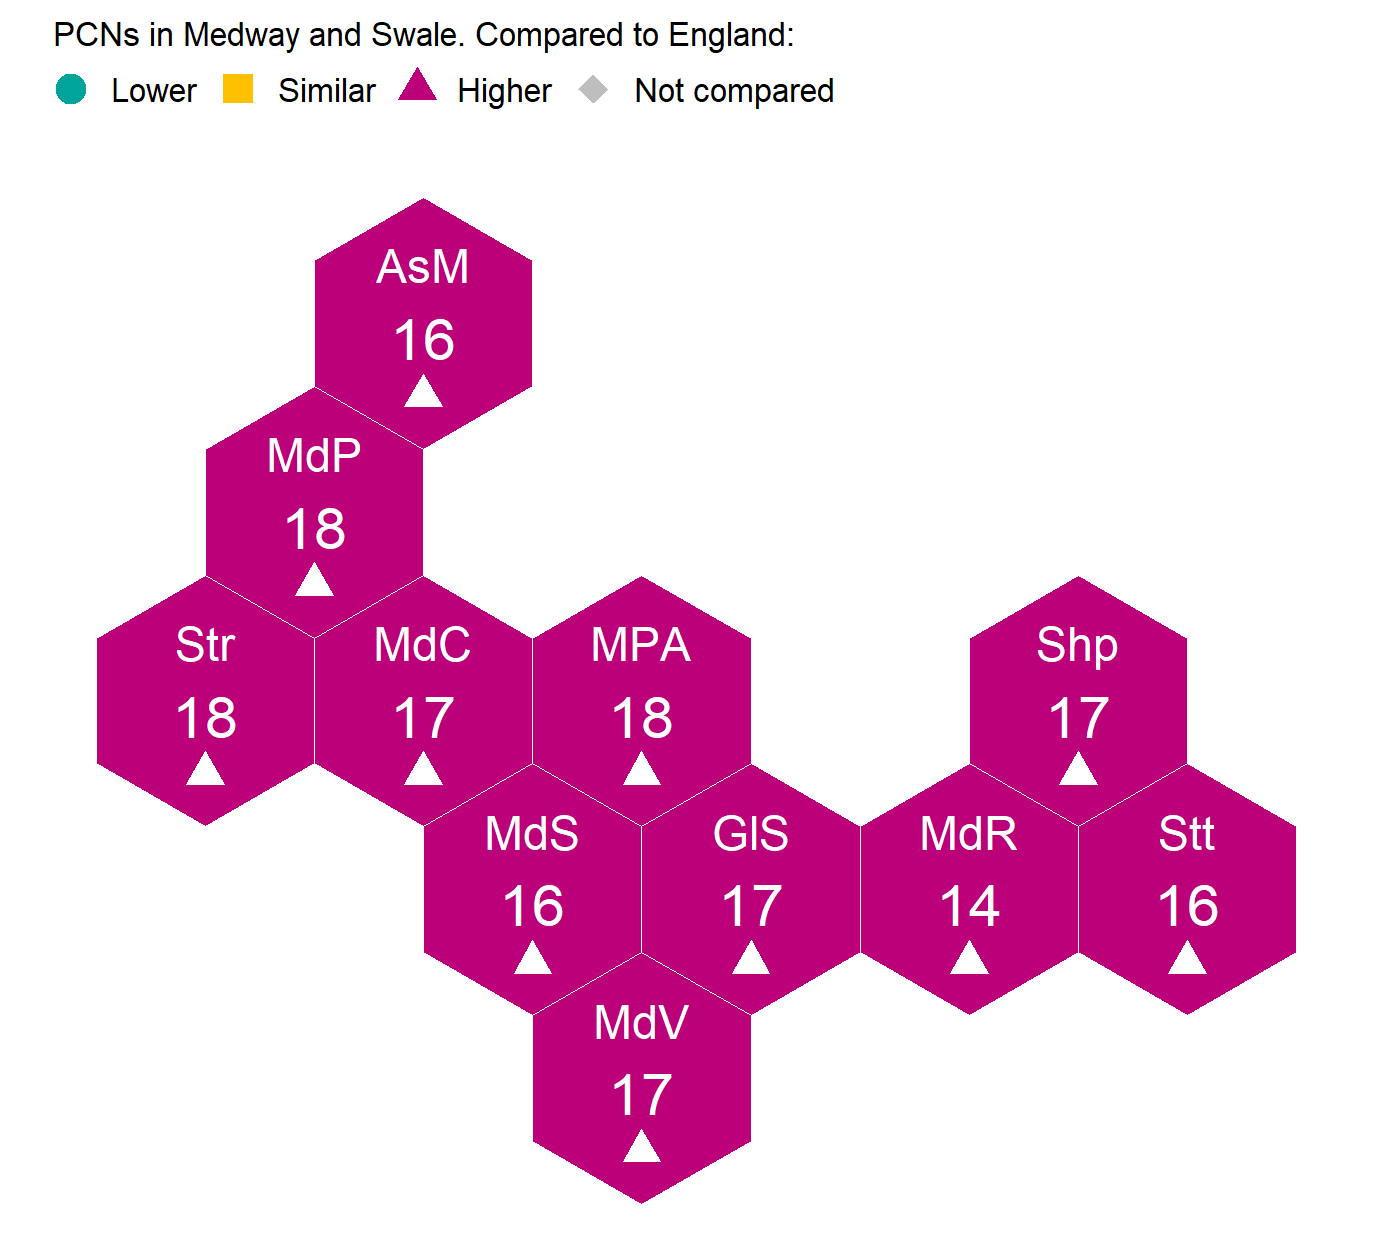 PCNs in Medway and Swale. Compared to England:
Lower Similar Higher Not compared
AsM
16
MdP
18
Str MdC MPA Shp
18 17 18 17
MdS GlS MdR Stt
16 17 14 16
MdV
17